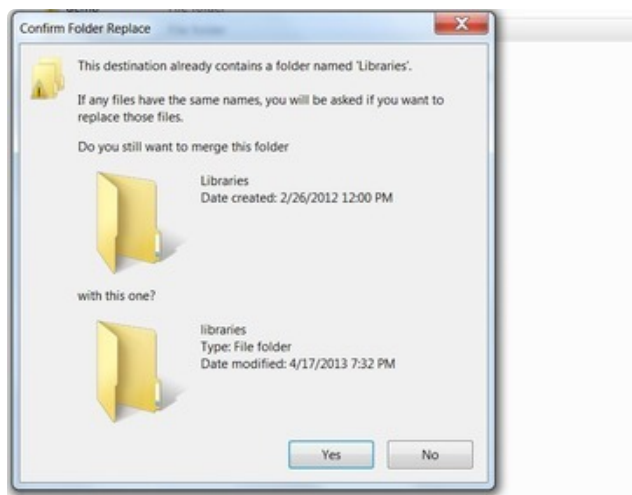 Confirm Folder Replace
This destination already contains a folder named 'Libraries'.
If any files have the same names, you will be asked if you want to
replace those files.
Do you still want to merge this folder
Libraries
Date created: 2/26/2012 12:00 PM
with this one?
libraries
Type: File folder
Date modified: 4/17/2013 7:32 PM
Yes
No